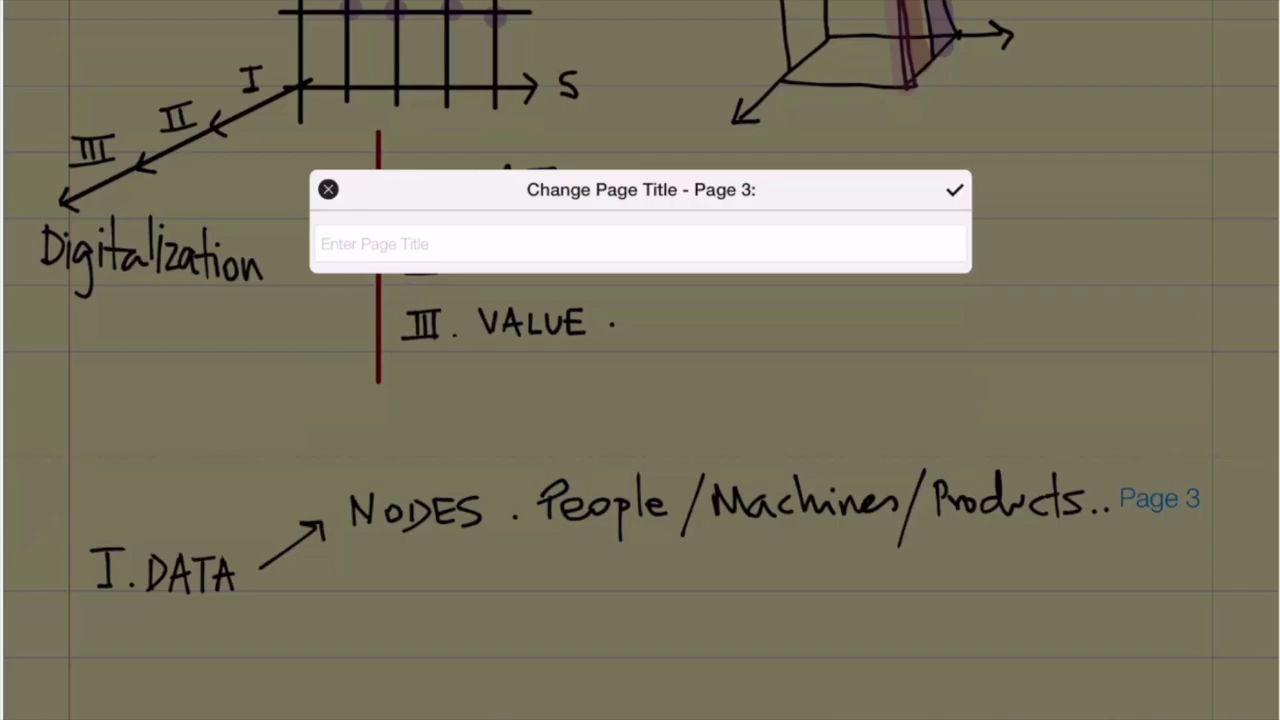 I
S
II
III
Change Page Title - Page 3:
Enter Page Title
Digitalization
III. VALUE .
NODES . People/Machines/Products.. Page 3
I. DATA